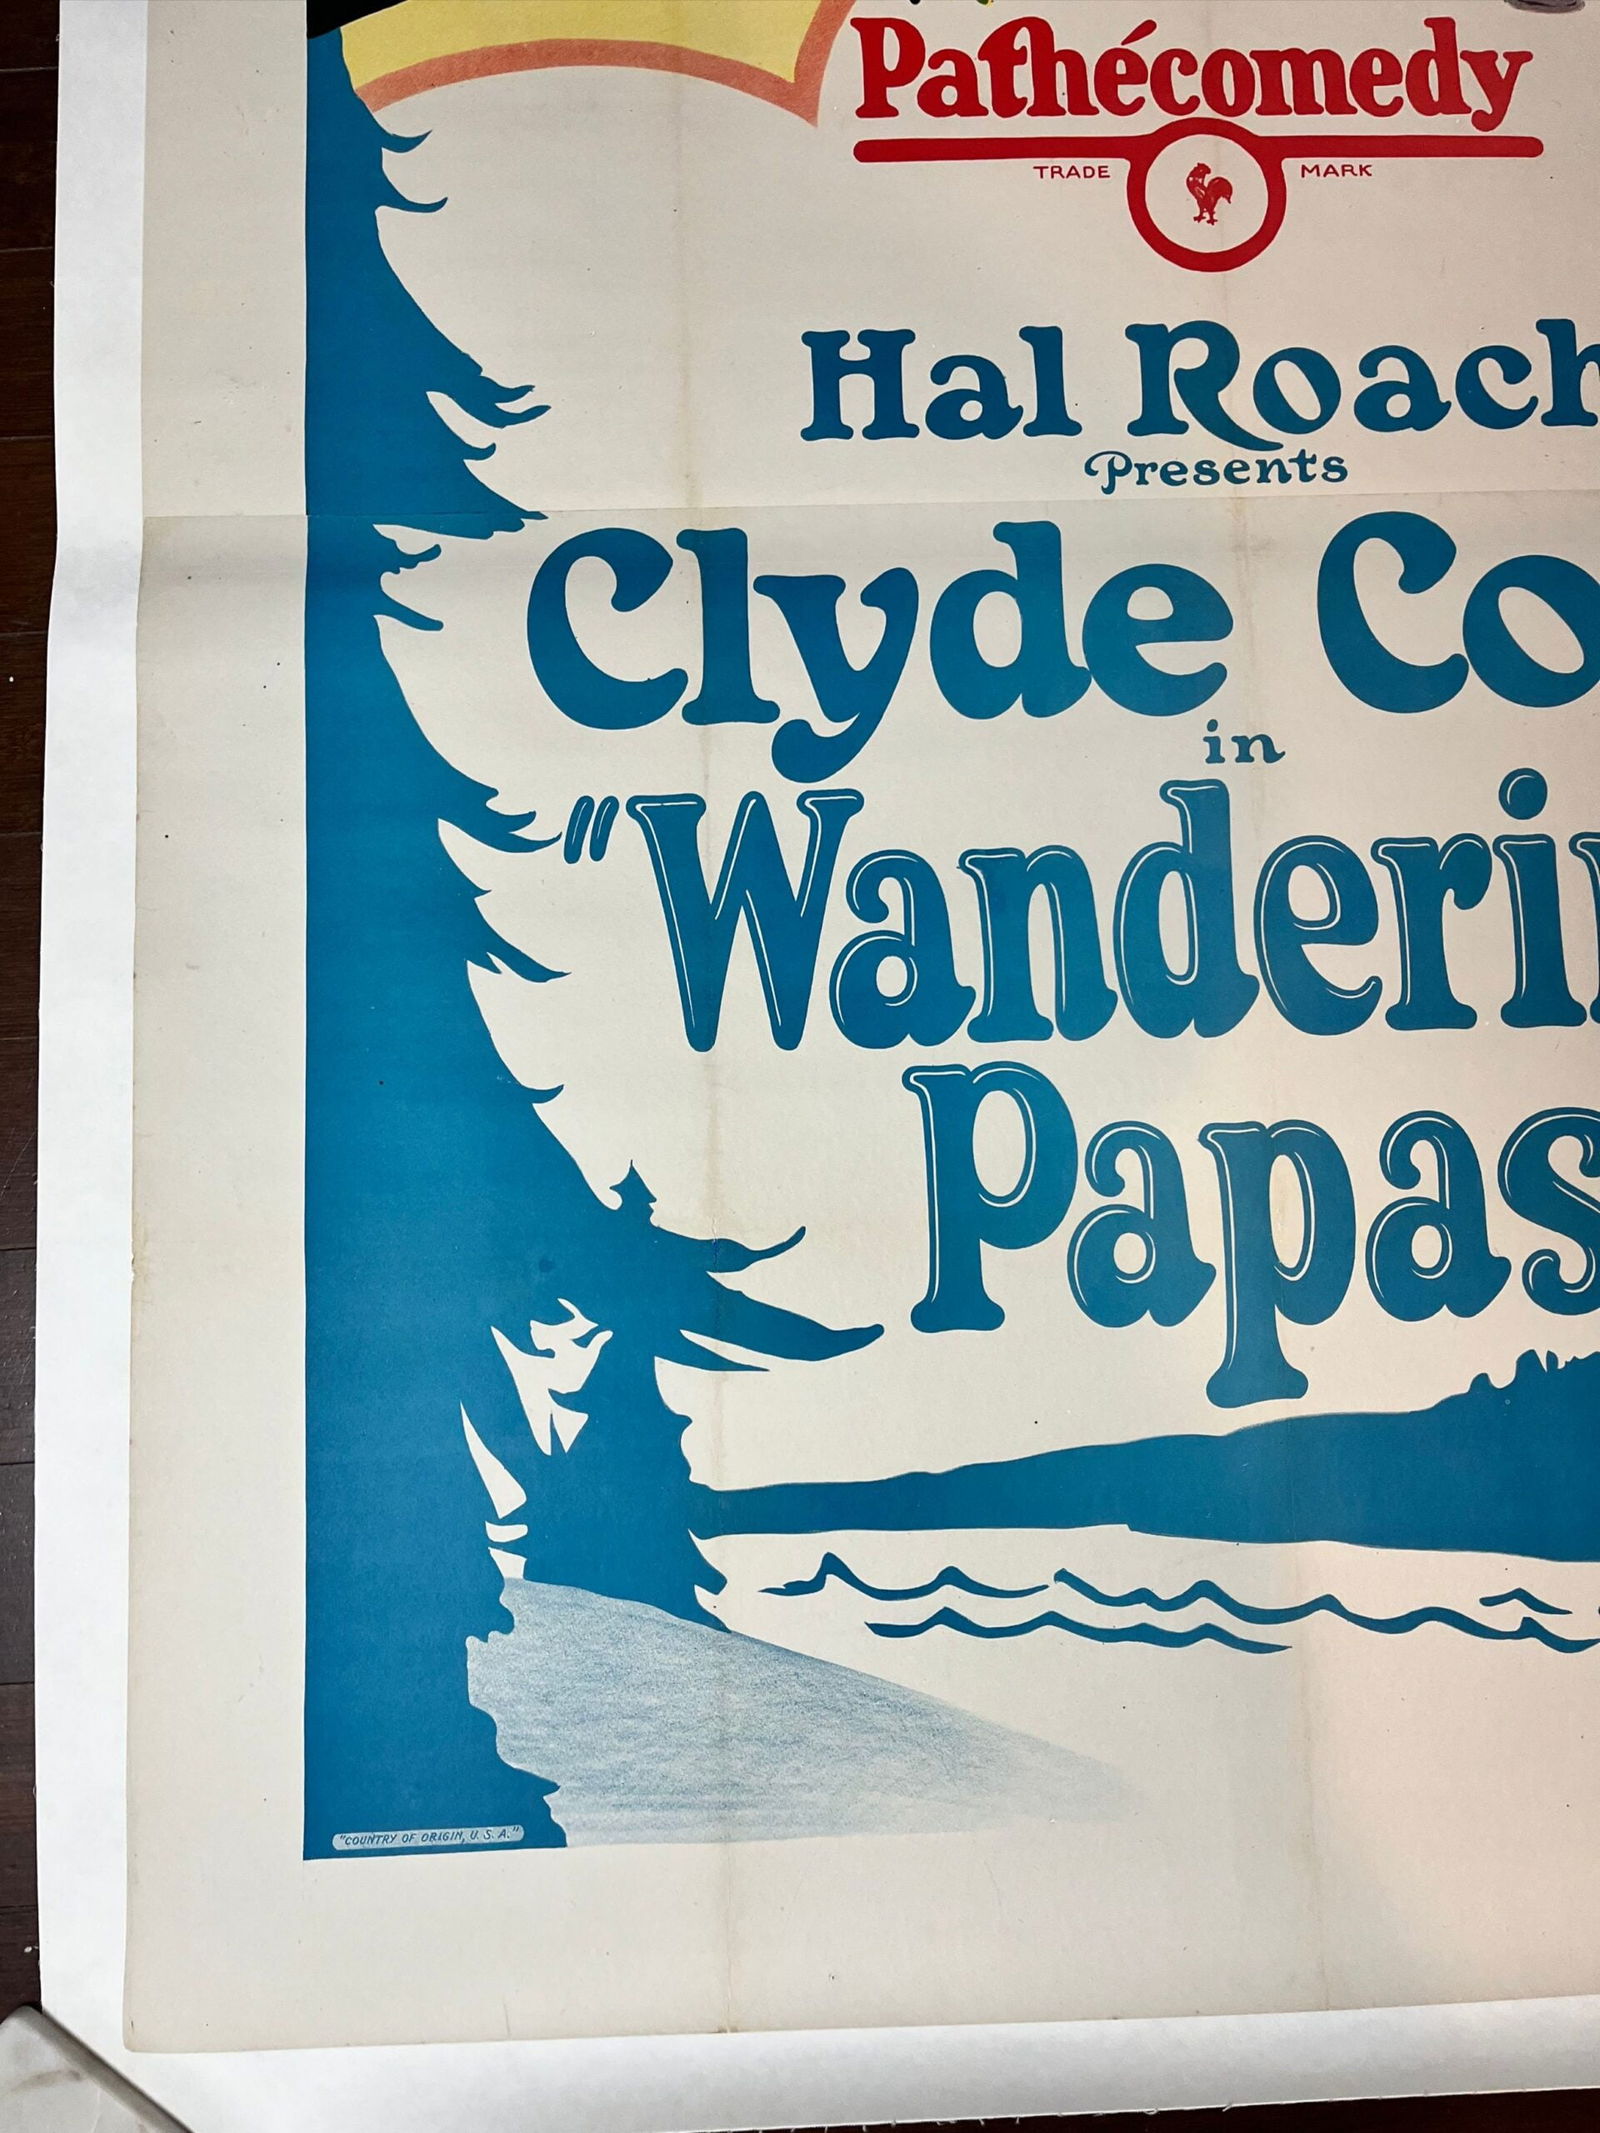 Pathécomedy
TRADE MARK
Hal Roach
Presents
Clyde Co
in
"Wanderi
Papas
"COUNTRY OF ORIGIN, U. S. A."